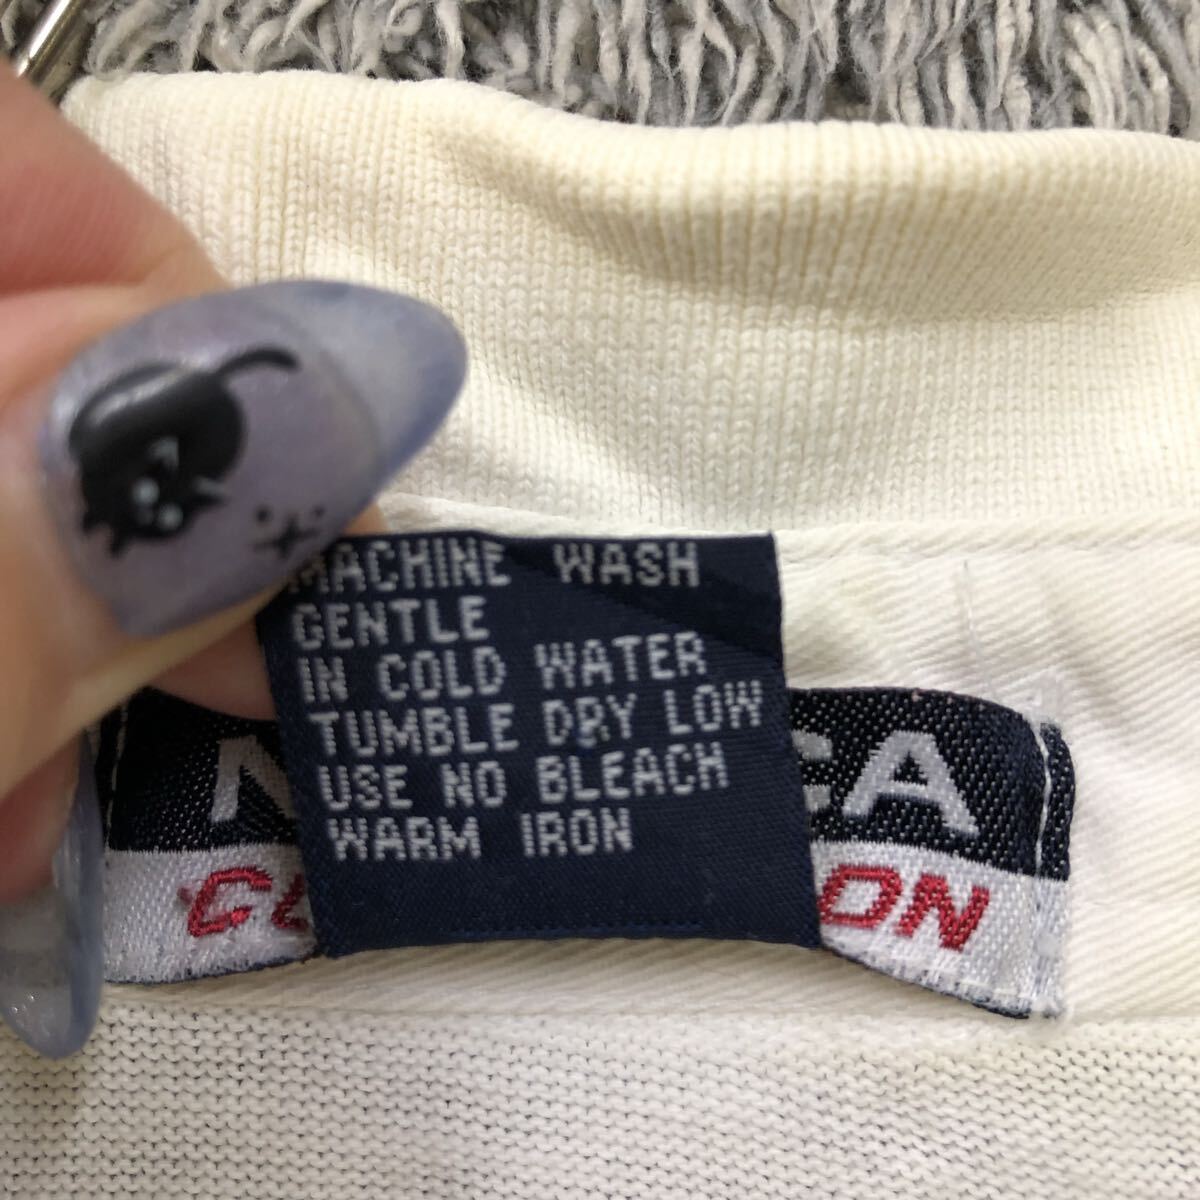 MACHINE WASH
GENTLE
IN COLD WATER
TUMBLE DRY LOW
USE NO BLEACH
WARM IRON